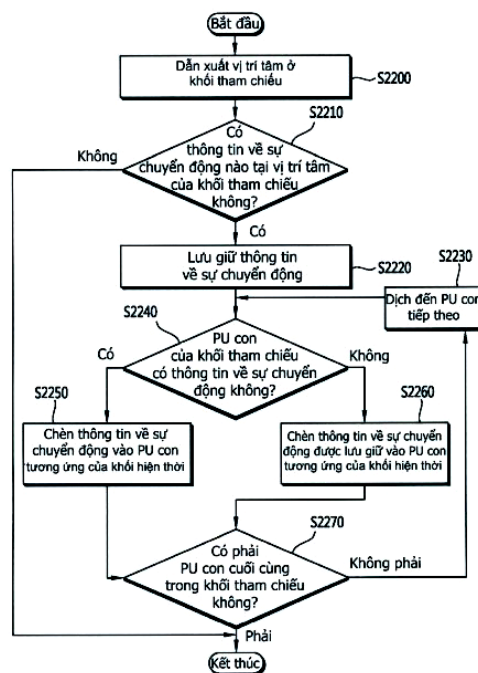 Bắt đầu
Dẫn xuất vị trí tâm ở
khối tham chiếu
S2200
S2210
Có
thông tin về sự
chuyển động nào tại vị trí tâm
của khối tham chiếu
không?
Không
Có
Lưu giữ thông tin
về sự chuyển động
S2220
S2230
Dịch đến PU con
tiếp theo
S2240
PU con
của khối tham chiếu
có thông tin về sự chuyển
động không?
Có
Không
S2250
Chèn thông tin về sự
chuyển động vào PU con
tương ứng của khối hiện thời
S2260
Chèn thông tin về sự chuyển
động được lưu giữ vào PU con
tương ứng của khối hiện thời
S2270
Có phải
PU con cuối cùng
trong khối tham chiếu
không?
Không phải
Phải
Kết thúc